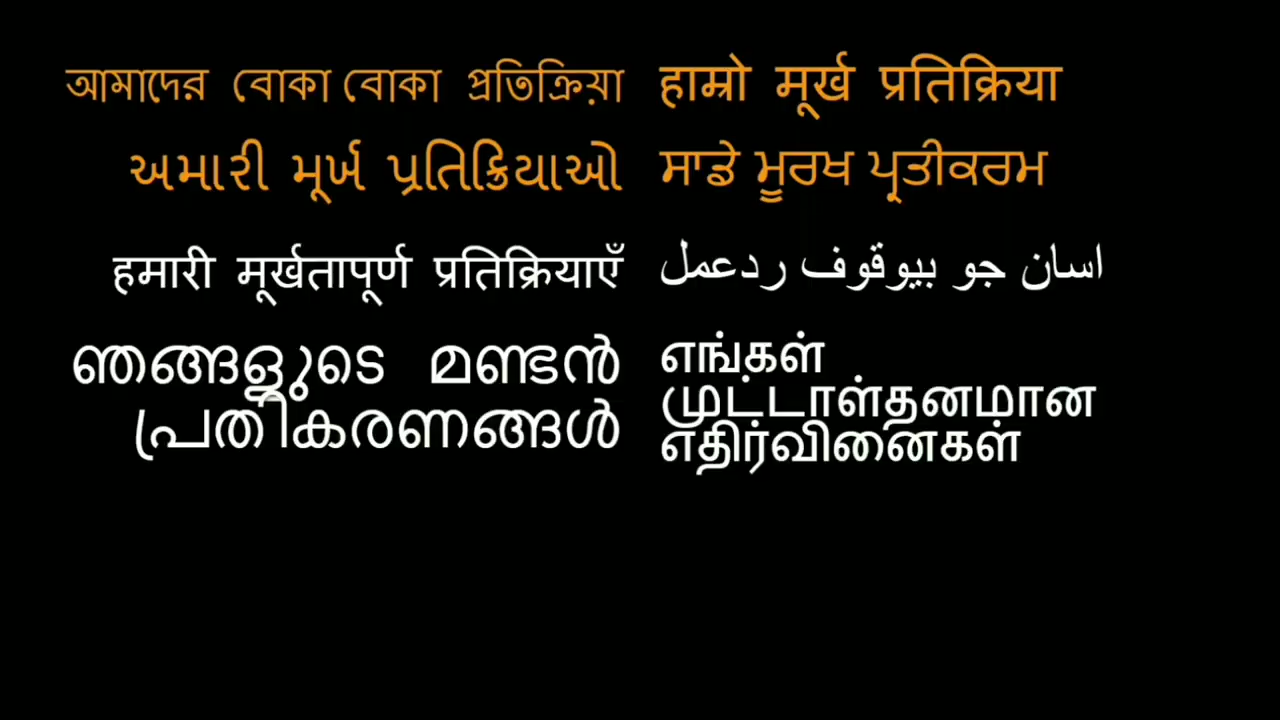 আমাদের বোকা বোকা প্রতিক্রিয়া
हाम्रो मूर्ख प्रतिक्रिया
અમારી મૂર્ખ પ્રતિક્રિયાઓ
ਸਾਡੇ ਮੂਰਖ ਪ੍ਰਤੀਕਰਮ
हमारी मूर्खतापूर्ण प्रतिक्रियाएँ
اسان جو بيوقوف ردعمل
ഞങ്ങളുടെ മണ്ടൻ
പ്രതികരണങ്ങൾ
எங்கள்
முட்டாள்தனமான
எதிர்வினைகள்